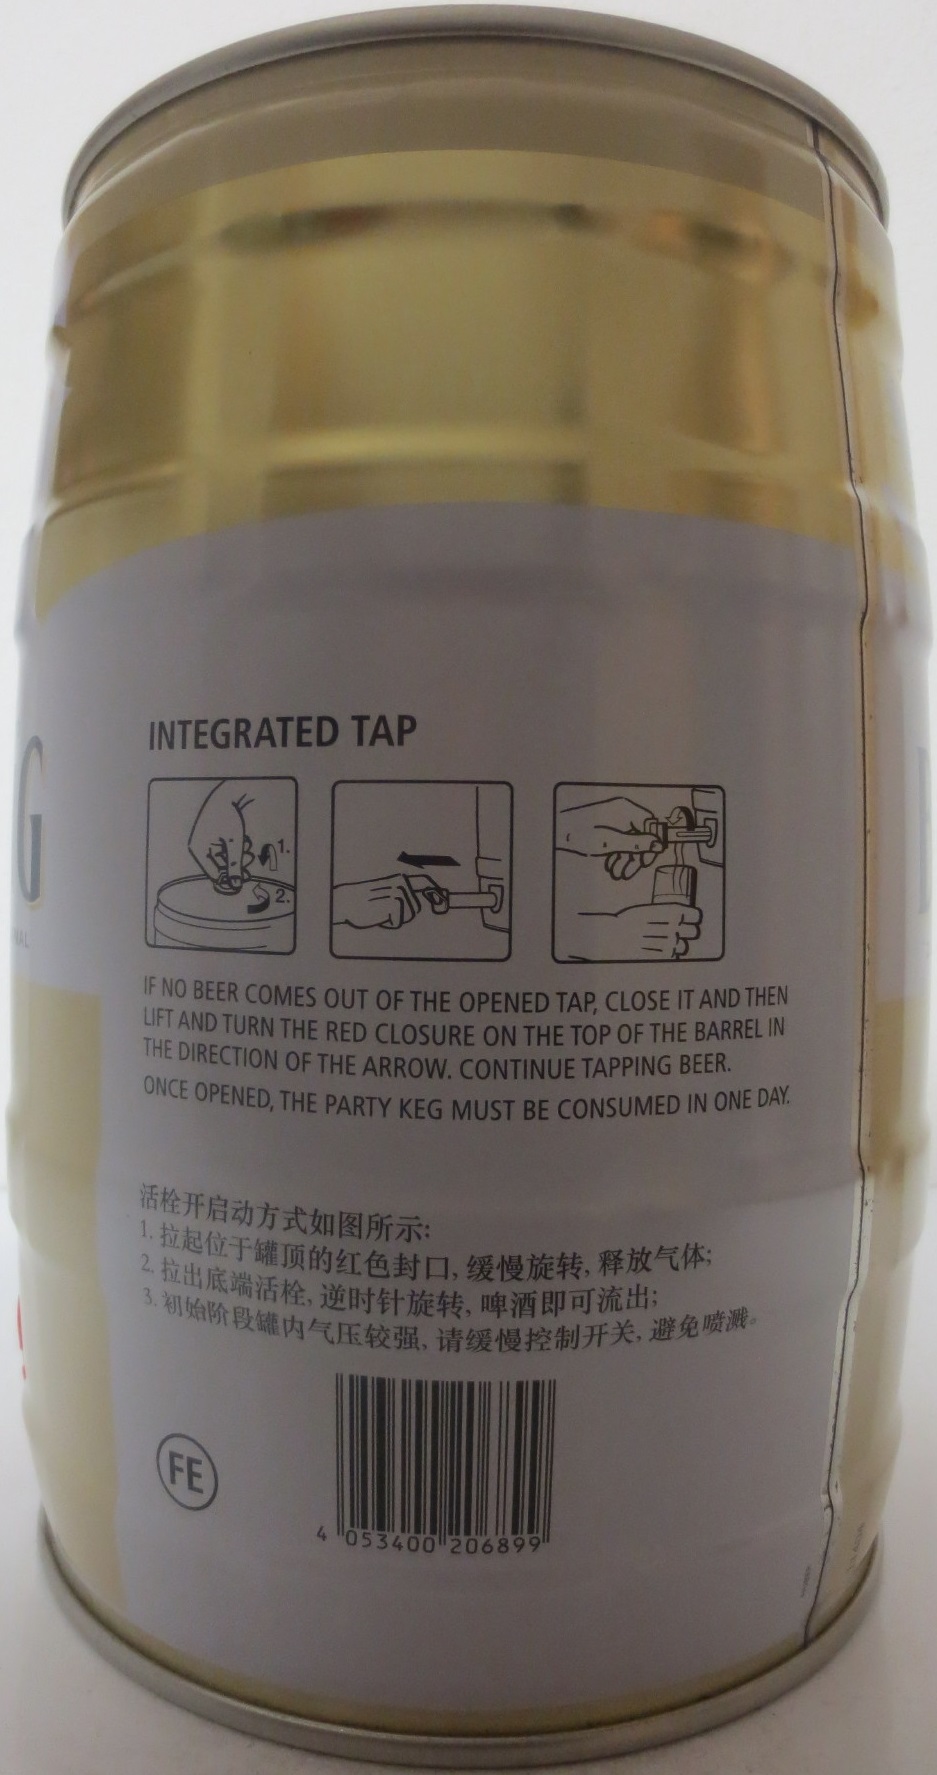 INTEGRATED TAP
1.
2.
IF NO BEER COMES OUT OF THE OPENED TAP, CLOSE IT AND THEN
LIFT AND TURN THE RED CLOSURE ON THE TOP OF THE BARREL IN
THE DIRECTION OF THE ARROW. CONTINUE TAPPING BEER.
ONCE OPENED, THE PARTY KEG MUST BE CONSUMED IN ONE DAY.
活栓开启动方式如图所示:
1. 拉起位于罐顶的红色封口, 缓慢旋转, 释放气体;
2. 拉出底端活栓, 逆时针旋转, 啤酒即可流出;
3. 初始阶段罐内气压较强, 请缓慢控制开关, 避免喷溅。
FE
4 053400 206899
G